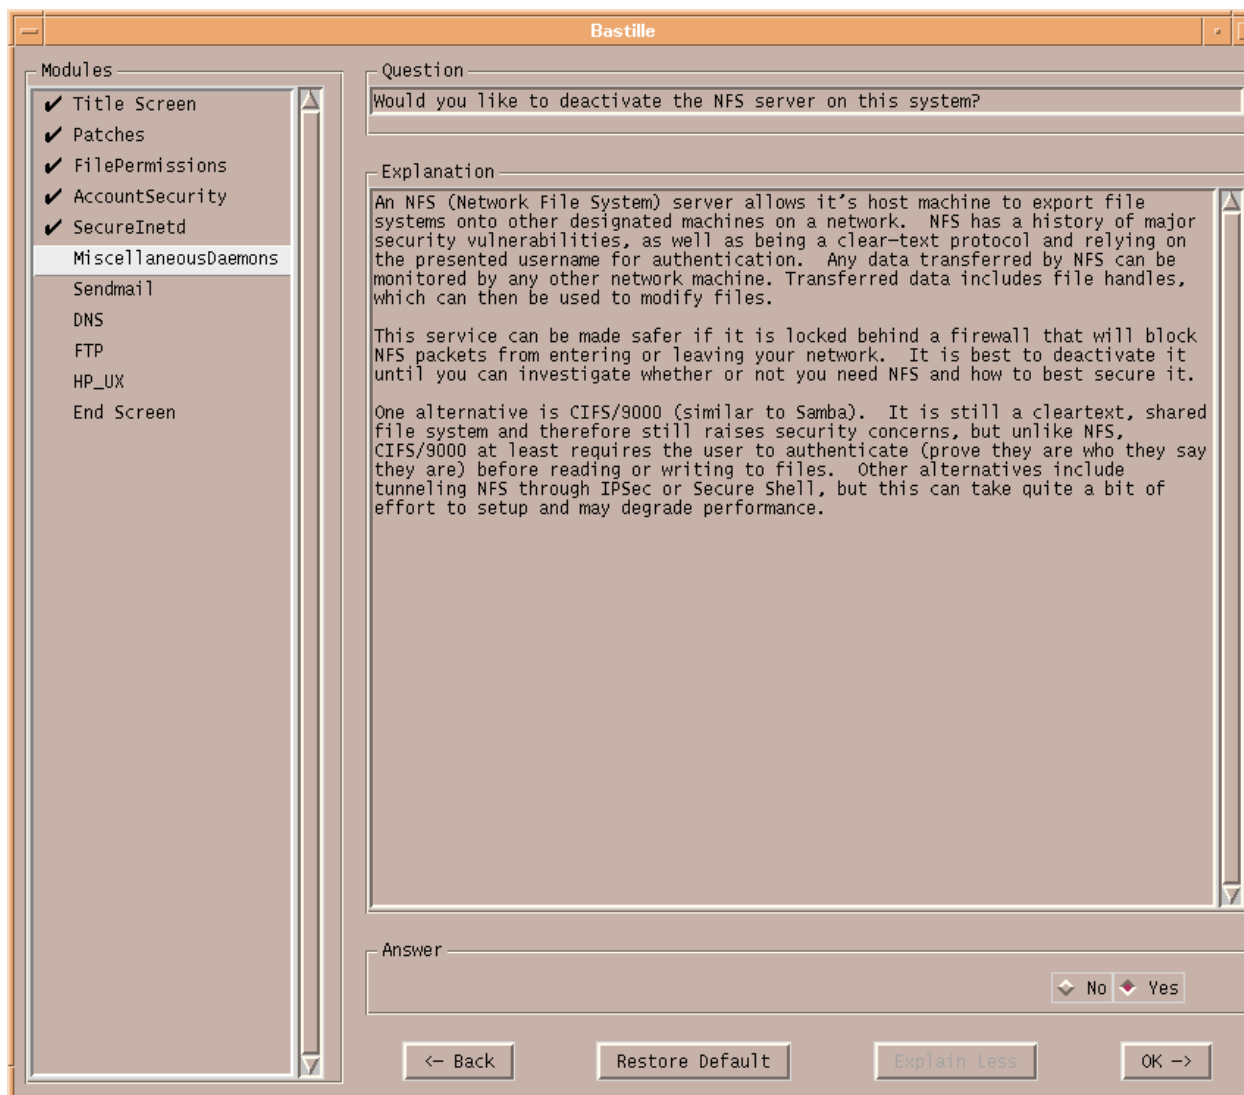 Bastille
Modules
✔ Title Screen
✔ Patches
✔ FilePermissions
✔ AccountSecurity
✔ SecureInetd
MiscellaneousDaemons
Sendmail
DNS
FTP
HP_UX
End Screen
Question
Would you like to deactivate the NFS server on this system?
Explanation
An NFS (Network File System) server allows it's host machine to export file
systems onto other designated machines on a network.  NFS has a history of major
security vulnerabilities, as well as being a clear-text protocol and relying on
the presented username for authentication.  Any data transferred by NFS can be
monitored by any other network machine. Transferred data includes file handles,
which can then be used to modify files.
This service can be made safer if it is locked behind a firewall that will block
NFS packets from entering or leaving your network.  It is best to deactivate it
until you can investigate whether or not you need NFS and how to best secure it.
One alternative is CIFS/9000 (similar to Samba).  It is still a cleartext, shared
file system and therefore still raises security concerns, but unlike NFS,
CIFS/9000 at least requires the user to authenticate (prove they are who they say
they are) before reading or writing to files.  Other alternatives include
tunneling NFS through IPSec or Secure Shell, but this can take quite a bit of
effort to setup and may degrade performance.
Answer
No Yes
<- Back
Restore Default
Explain Less
OK ->